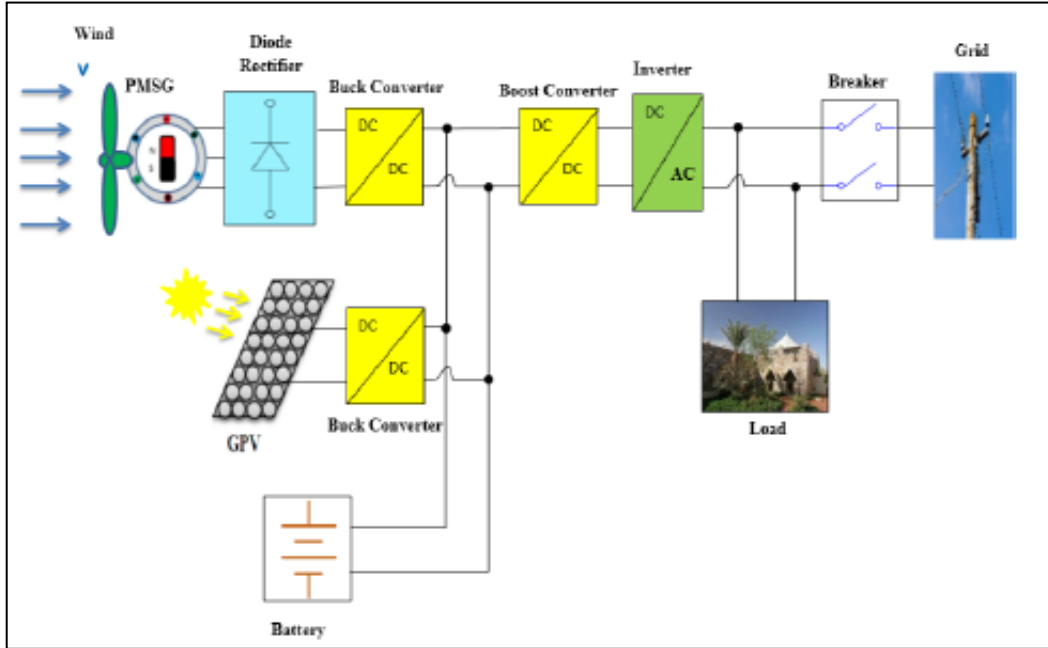 Wind
v
PMSG
Diode
Rectifier
Buck Converter
Boost Converter
Inverter
Breaker
Grid
DC
DC
DC
DC
DC
AC
N
S
DC
DC
GPV
Buck Converter
Load
Battery